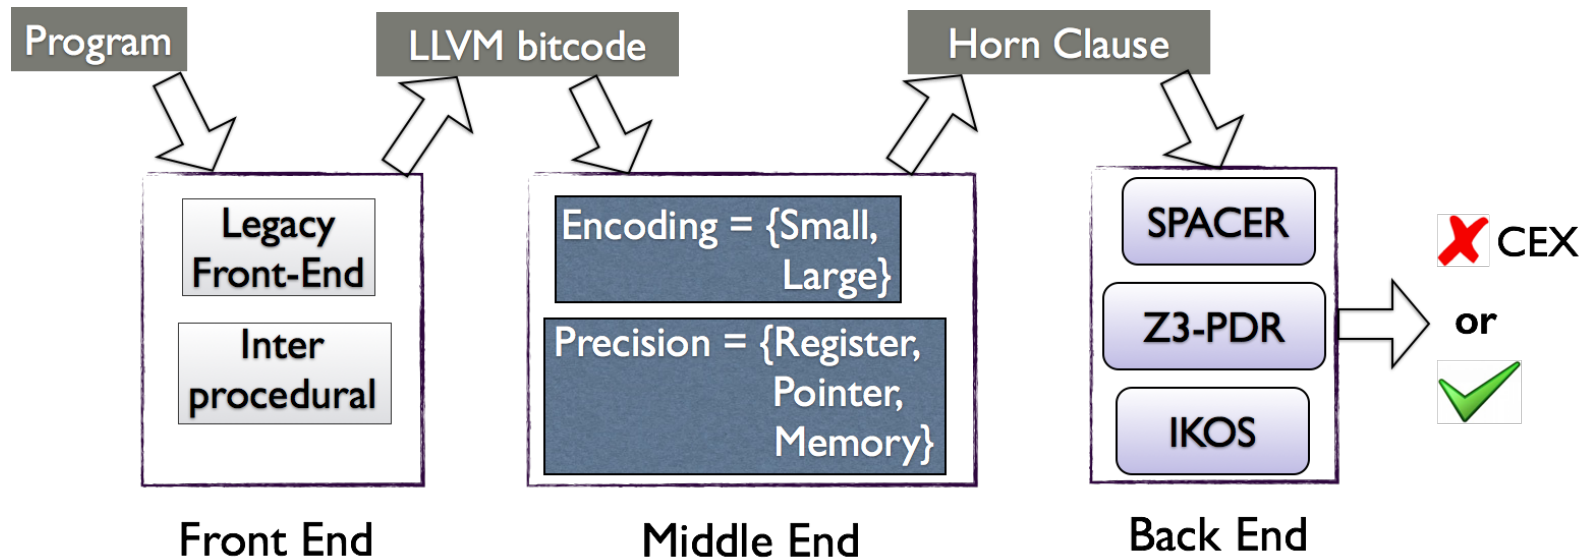 Program
LLVM bitcode
Horn Clause
Legacy
Front-End
Inter
procedural
Encoding = {Small,
Large}
Precision = {Register,
Pointer,
Memory}
SPACER
Z3-PDR
IKOS
CEX
or
Front End
Middle End
Back End